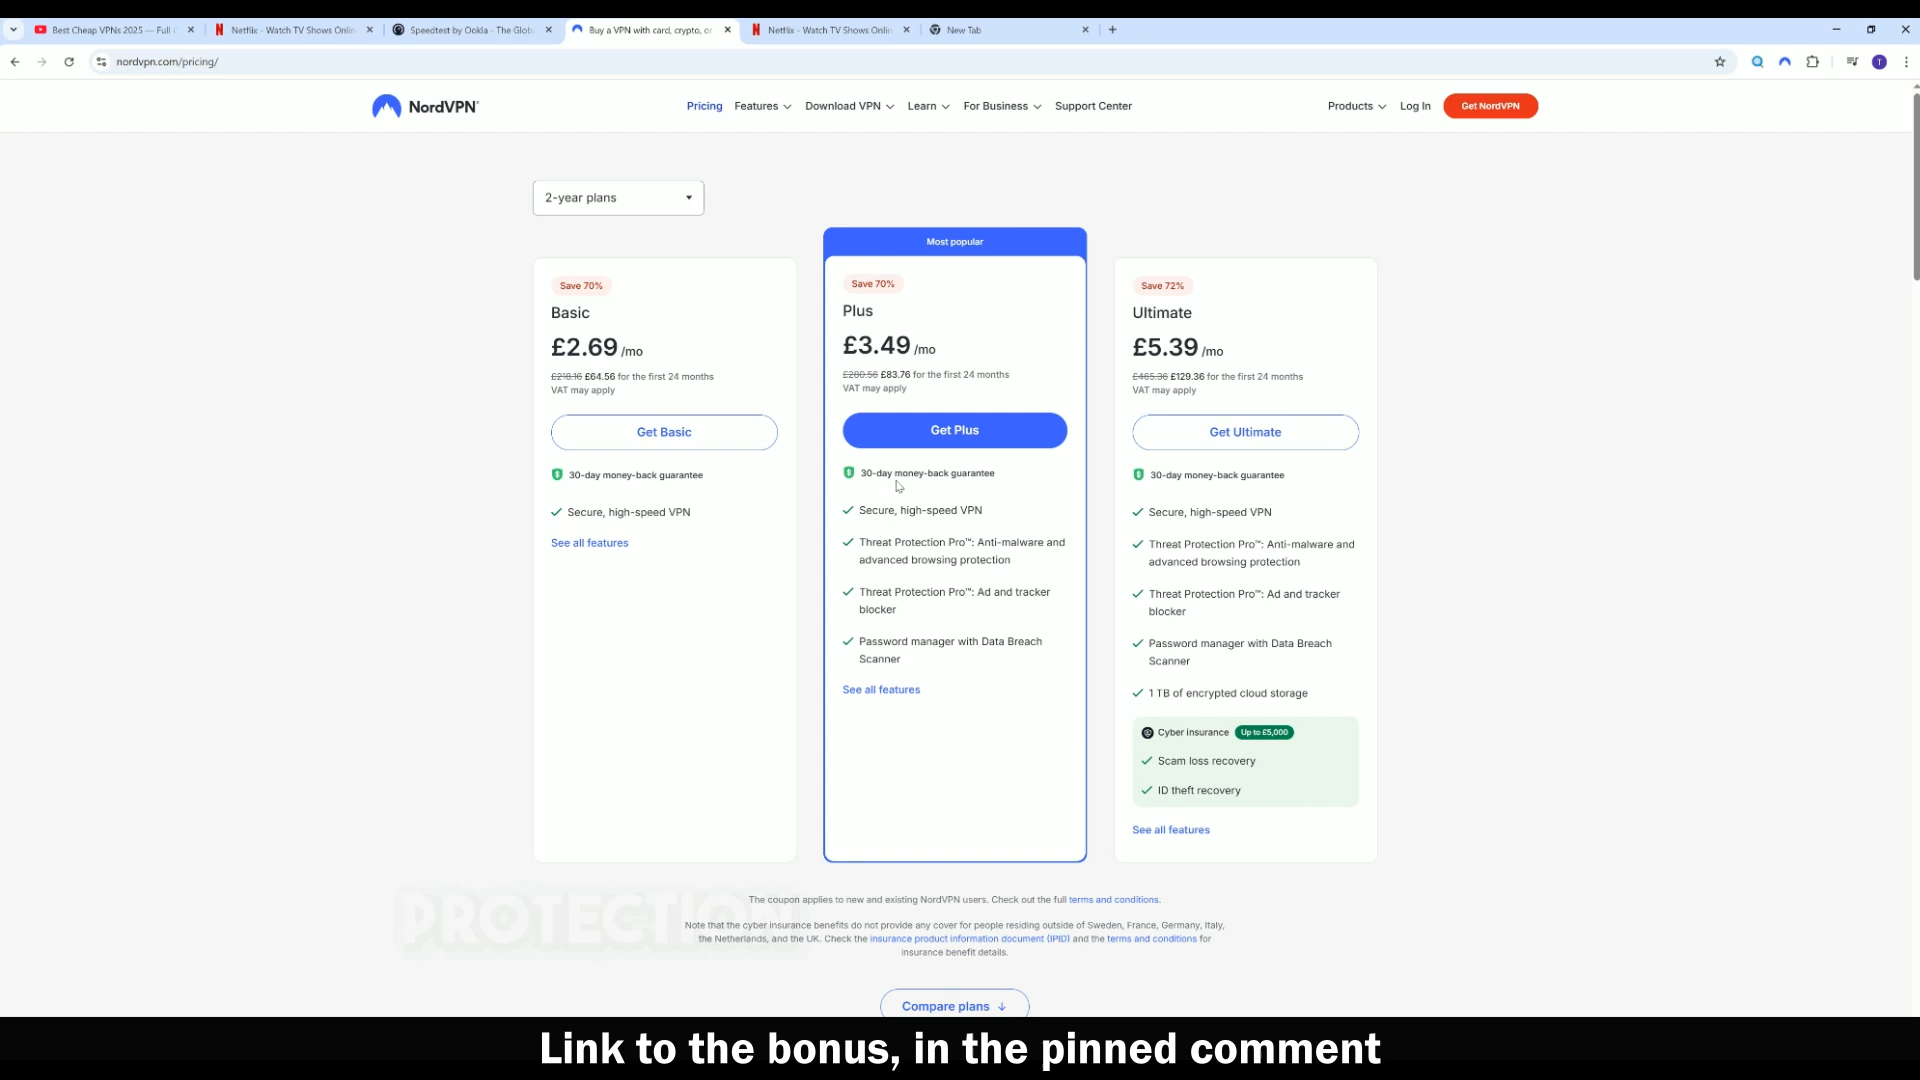 Best Cheap VPNs 2025 — Full
Netflix - Watch TV Shows Onlin
Speedtest by Ookla - The Glob
Buy a VPN with card, crypto, or
Netflix - Watch TV Shows Onlin
New Tab
nordvpn.com/pricing/
T
NordVPN®
Pricing
Features
Download VPN
Learn
For Business
Support Center
Products
Log In
Get NordVPN
2-year plans
Save 70%
Basic
£2.69 /mo
£218.16 £64.56 for the first 24 months
VAT may apply
Get Basic
30-day money-back guarantee
Secure, high-speed VPN
See all features
Most popular
Save 70%
Plus
£3.49 /mo
£280.56 £83.76 for the first 24 months
VAT may apply
Get Plus
30-day money-back guarantee
Secure, high-speed VPN
Threat Protection Pro™: Anti-malware and
advanced browsing protection
Threat Protection Pro™: Ad and tracker
blocker
Password manager with Data Breach
Scanner
See all features
Save 72%
Ultimate
£5.39 /mo
£465.36 £129.36 for the first 24 months
VAT may apply
Get Ultimate
30-day money-back guarantee
Secure, high-speed VPN
Threat Protection Pro™: Anti-malware and
advanced browsing protection
Threat Protection Pro™: Ad and tracker
blocker
Password manager with Data Breach
Scanner
1 TB of encrypted cloud storage
Cyber insurance Up to £5,000
Scam loss recovery
ID theft recovery
See all features
PROTECTION
The coupon applies to new and existing NordVPN users. Check out the full terms and conditions.
Note that the cyber insurance benefits do not provide any cover for people residing outside of Sweden, France, Germany, Italy,
the Netherlands, and the UK. Check the insurance product information document (IPID) and the terms and conditions for
insurance benefit details.
Compare plans ↓
Link to the bonus, in the pinned comment